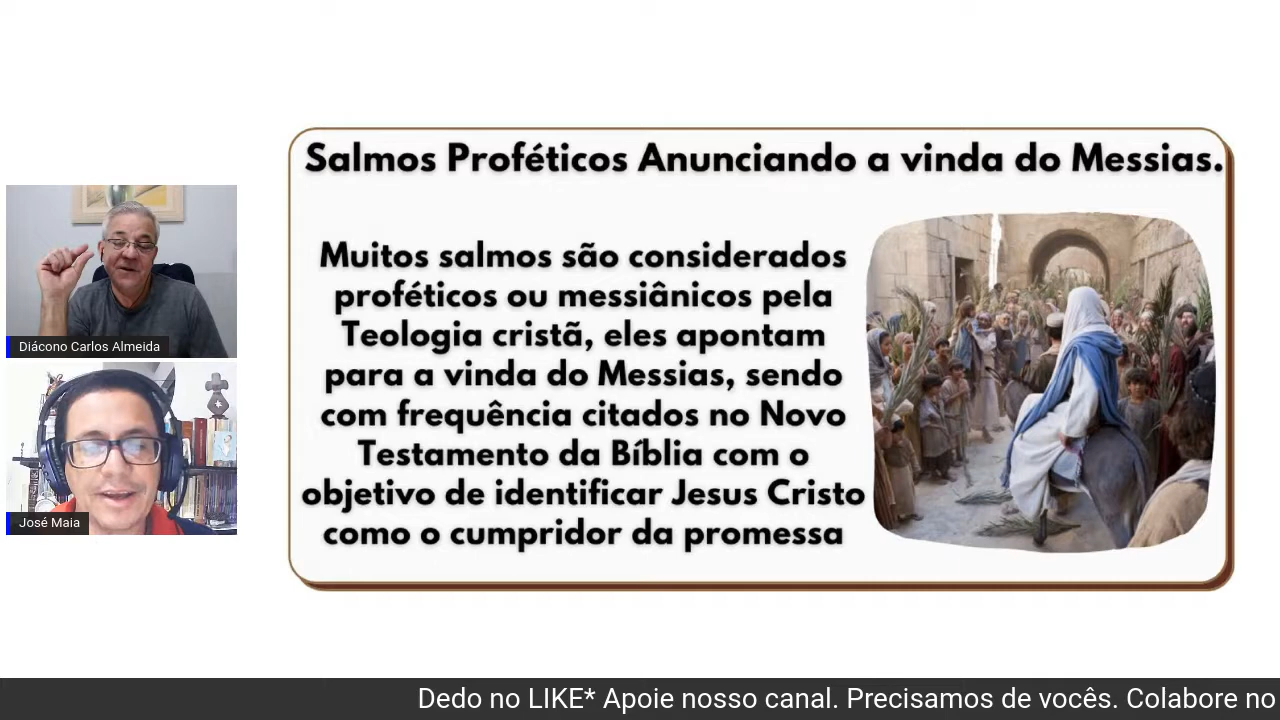 Salmos Proféticos Anunciando a vinda do Messias.
Muitos salmos são considerados
proféticos ou messiânicos pela
Teologia cristã, eles apontam
para a vinda do Messias, sendo
com frequência citados no Novo
Testamento da Bíblia com o
objetivo de identificar Jesus Cristo
como o cumpridor da promessa
Diácono Carlos Almeida
José Maia
Dedo no LIKE* Apoie nosso canal. Precisamos de vocês. Colabore no